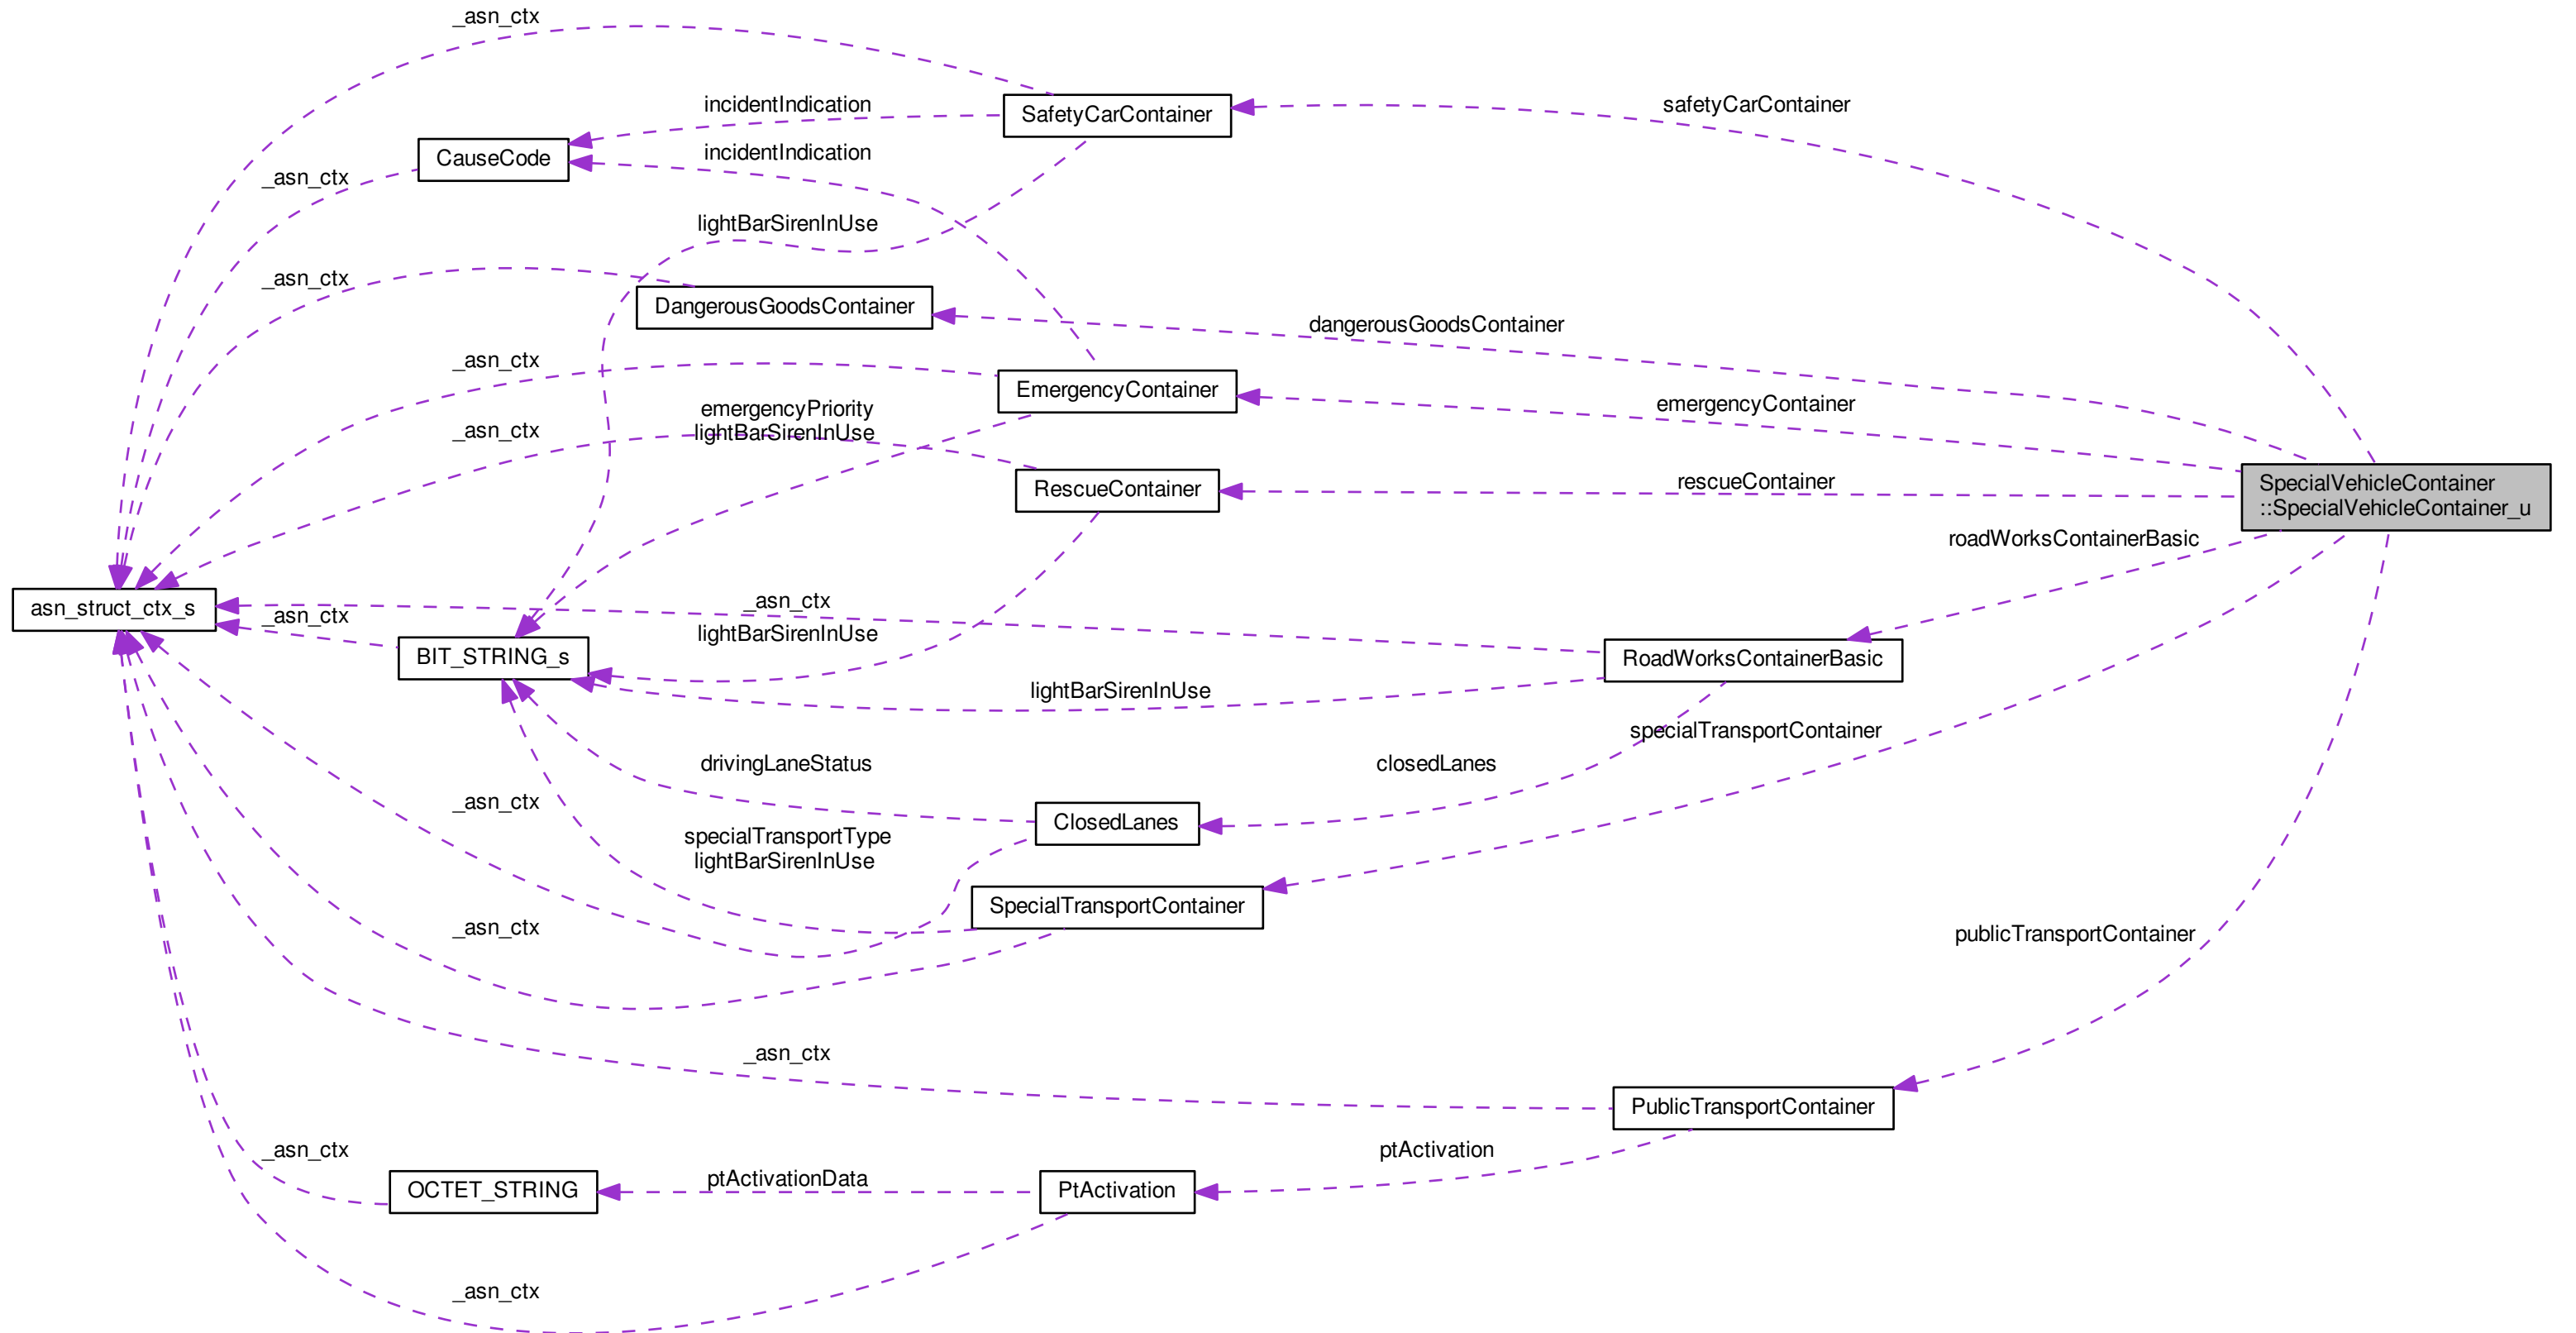 _asn_ctx
incidentIndication
safetyCarContainer
SafetyCarContainer
CauseCode
incidentIndication
_asn_ctx
lightBarSirenInUse
_asn_ctx
DangerousGoodsContainer
dangerousGoodsContainer
_asn_ctx
EmergencyContainer
emergencyContainer
emergencyPriority
lightBarSirenInUse
_asn_ctx
RescueContainer
rescueContainer
SpecialVehicleContainer
::SpecialVehicleContainer_u
roadWorksContainerBasic
asn_struct_ctx_s
_asn_ctx
_asn_ctx
lightBarSirenInUse
BIT_STRING_s
RoadWorksContainerBasic
lightBarSirenInUse
specialTransportContainer
drivingLaneStatus
closedLanes
_asn_ctx
ClosedLanes
specialTransportType
lightBarSirenInUse
SpecialTransportContainer
_asn_ctx
publicTransportContainer
_asn_ctx
PublicTransportContainer
_asn_ctx
ptActivation
OCTET_STRING
ptActivationData
PtActivation
_asn_ctx